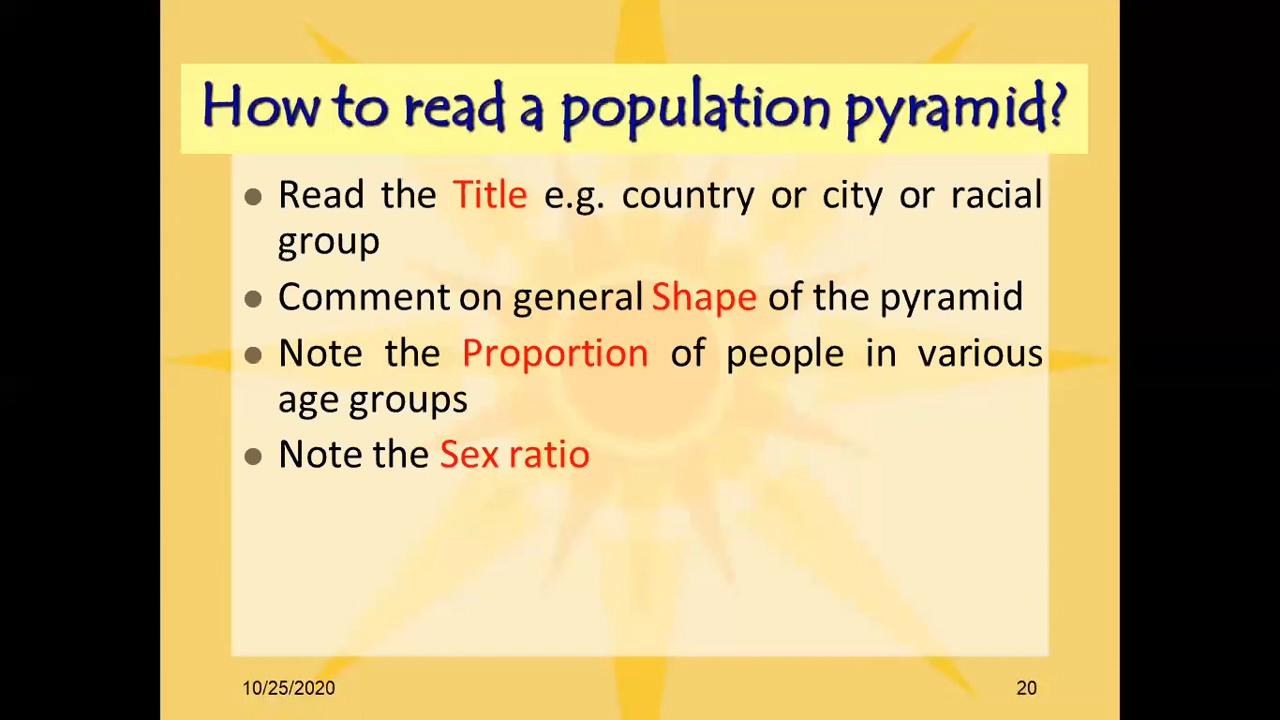 How to read a population pyramid?
Read the Title e.g. country or city or racial
group
Comment on general Shape of the pyramid
Note the Proportion of people in various
age groups
Note the Sex ratio
10/25/2020
20